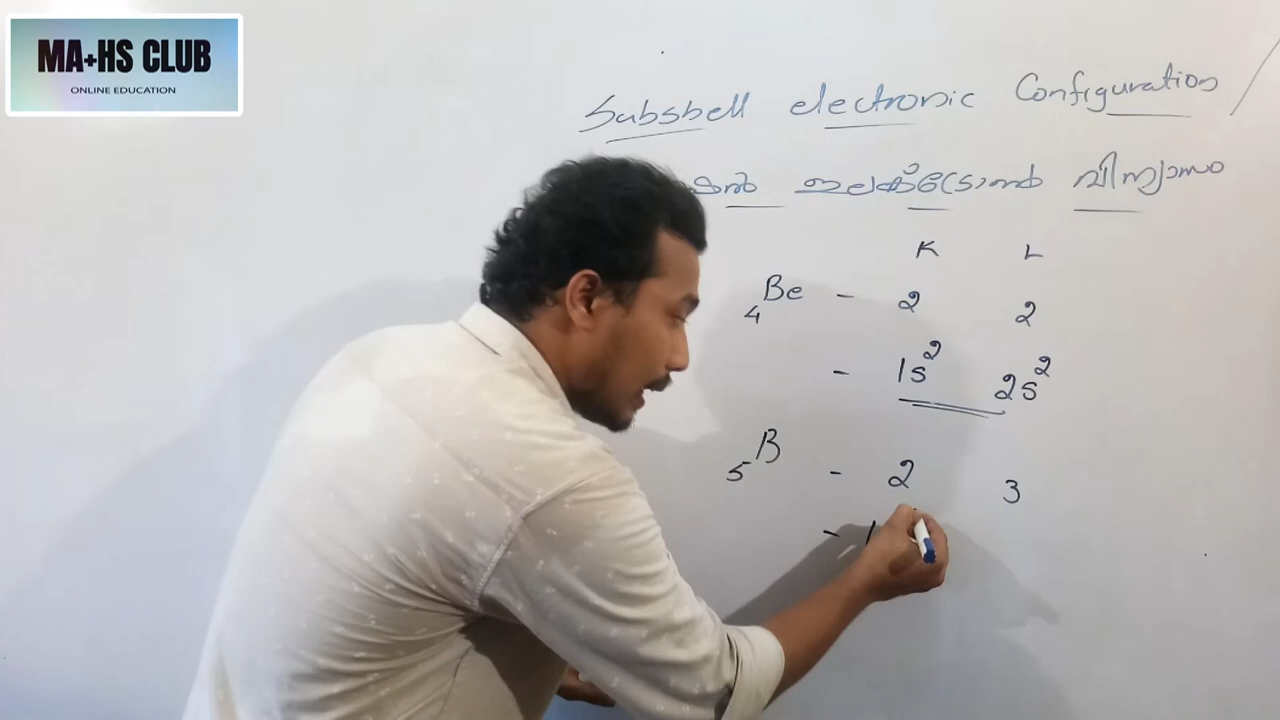 MA+HS CLUB
ONLINE EDUCATION
Subshell electronic Configuration
ഇലക്ട്രോൺ വിന്യാസം
K L
4Be - 2 2
- 1s² 2s²
5B - 2 3
-